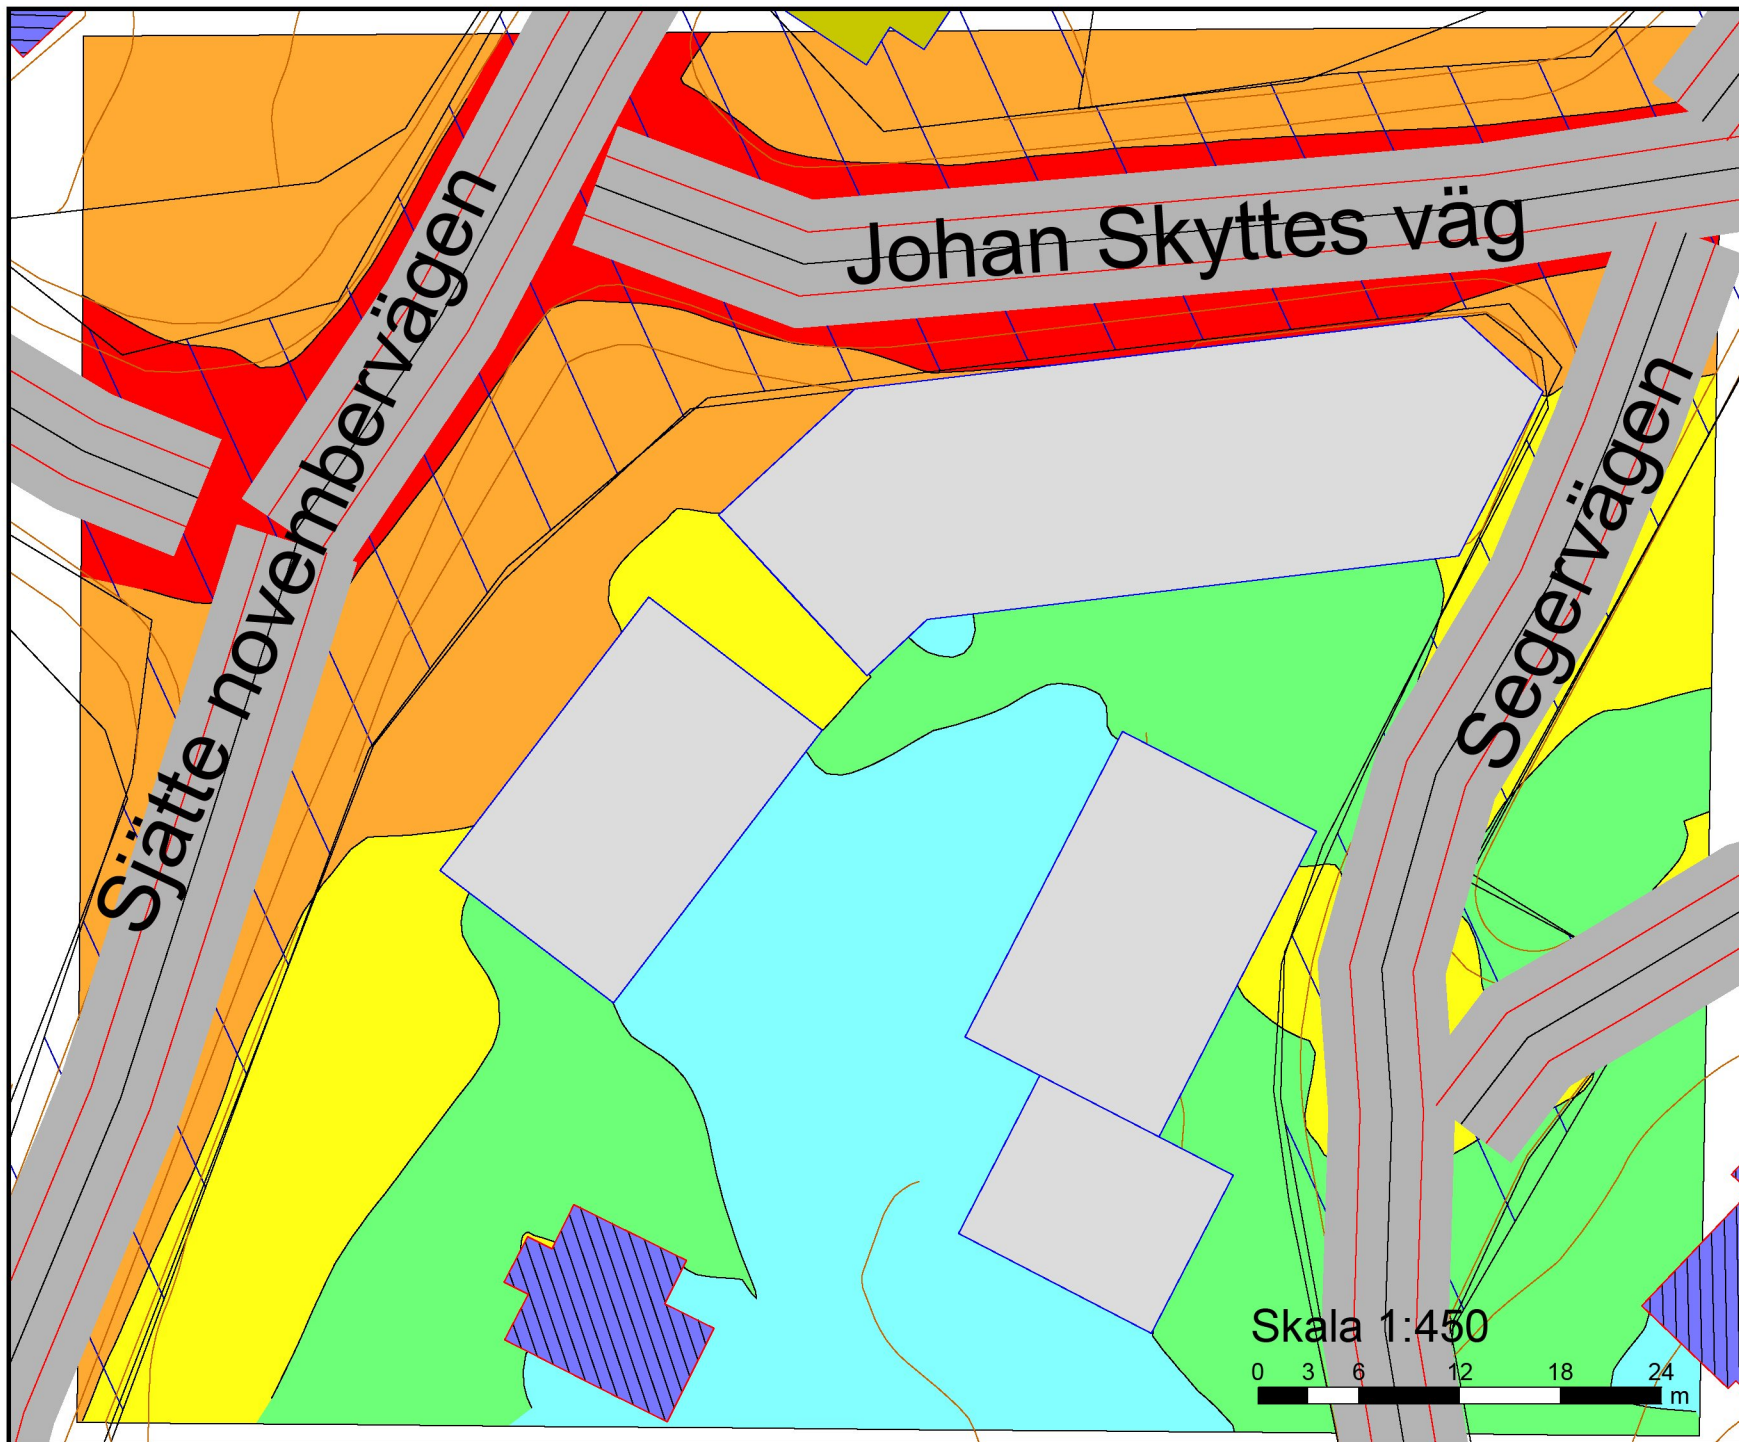 Johan Skyttes väg
Sjätte novembervägen
Segervägen
Skala 1:450
0 3 6 12 18 24
m